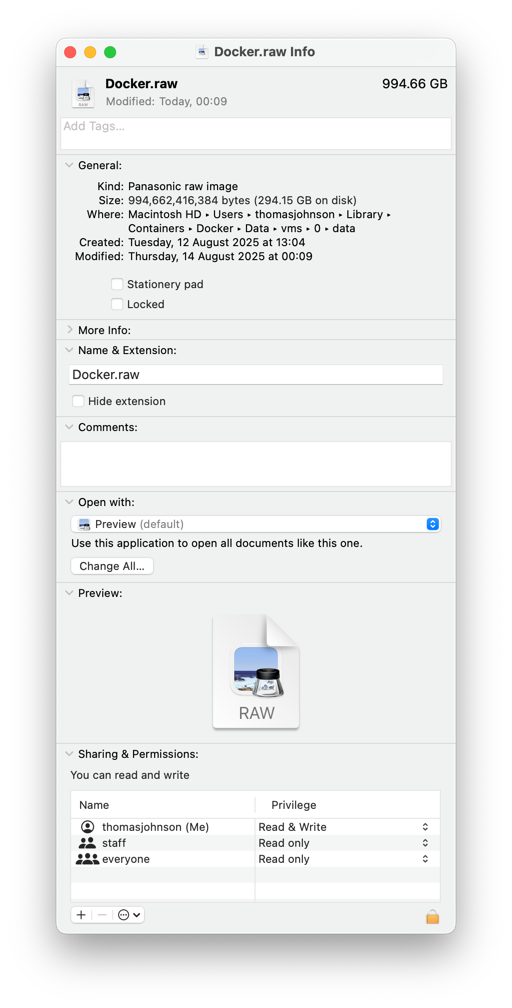 Docker.raw Info
Docker.raw 994.66 GB
Modified: Today, 00:09
Add Tags...
General:
Kind: Panasonic raw image
Size: 994,662,416,384 bytes (294.15 GB on disk)
Where: Macintosh HD ▸ Users ▸ thomasjohnson ▸ Library ▸
Containers ▸ Docker ▸ Data ▸ vms ▸ 0 ▸ data
Created: Tuesday, 12 August 2025 at 13:04
Modified: Thursday, 14 August 2025 at 00:09
Stationery pad
Locked
More Info:
Name & Extension:
Docker.raw
Hide extension
Comments:
Open with:
Preview (default)
Use this application to open all documents like this one.
Change All...
Preview:
RAW
Sharing & Permissions:
You can read and write
Name Privilege
thomasjohnson (Me) Read & Write
staff Read only
everyone Read only